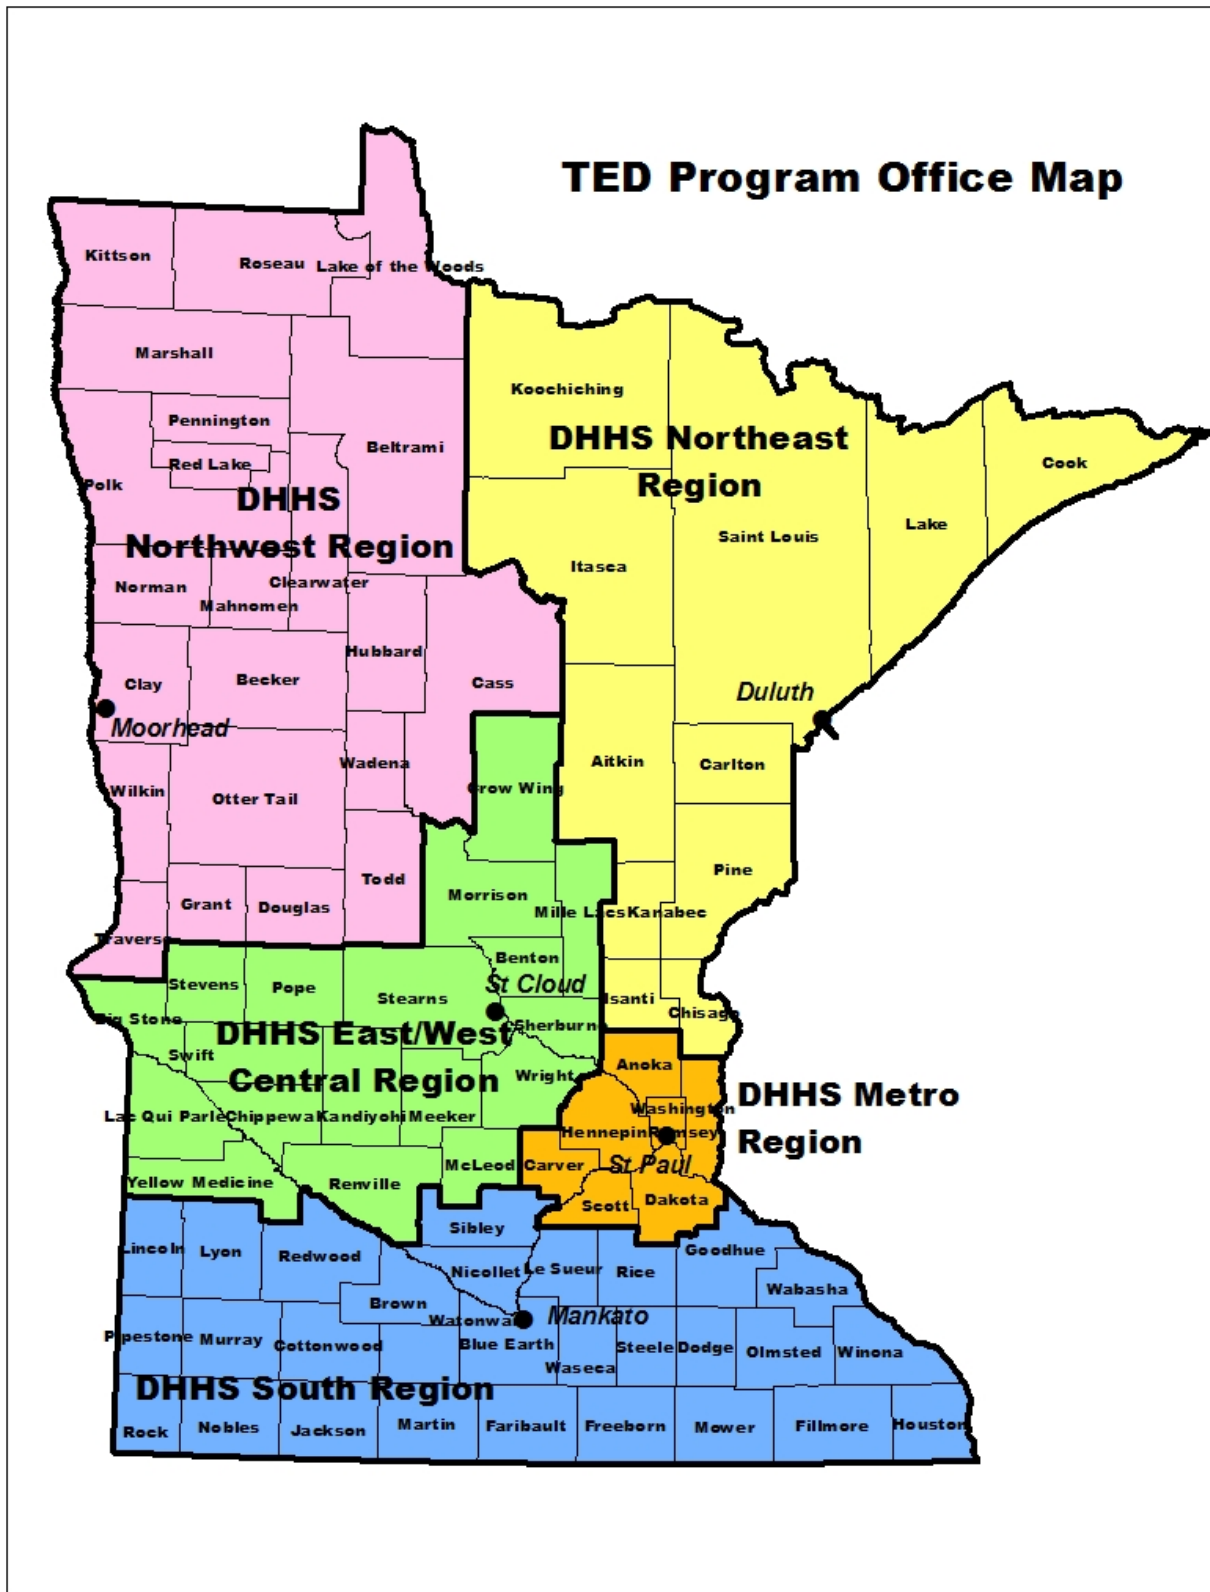 TED Program Office Map
Kittson
Roseau
Lake of the Woods
Marshall
Koochiching
Pennington
DHHS Northeast
Region
Beltrami
Red Lake
Cook
Polk
DHHS
Northwest Region
Lake
Saint Louis
Itasca
Norman
Clearwater
Mahnomen
Hubbard
Clay
Becker
Cass
Duluth
Moorhead
Wadena
Aitkin
Carlton
Wilkin
Otter Tail
Crow Wing
Todd
Pine
Morrison
Grant
Douglas
Mille Lacs
Kanabec
Traverse
Benton
Stevens
Pope
Stearns
St Cloud
Isanti
Chisago
Big Stone
DHHS East/West
Central Region
Sherburne
Swift
Anoka
Wright
DHHS Metro
Region
Washington
Lac Qui Parle
Chippewa
Kandiyohi
Meeker
Hennepin
Ramsey
McLeod
Carver
St Paul
Yellow Medicine
Renville
Scott
Dakota
Sibley
Lincoln
Lyon
Redwood
Goodhue
Nicollet
Le Sueur
Rice
Wabasha
Brown
Watonwan
Mankato
Pipestone
Murray
Cottonwood
Blue Earth
Waseca
Steele
Dodge
Olmsted
Winona
DHHS South Region
Rock
Nobles
Jackson
Martin
Faribault
Freeborn
Mower
Fillmore
Houston